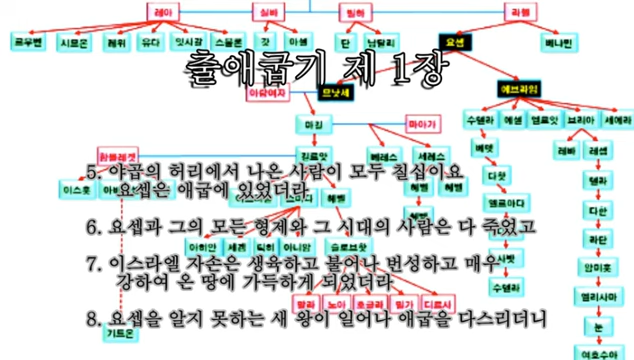 레아 실바 빌하 라헬
르우벤 시므온 레위 유다 잇사갈 스불론 갓 아셀 단 납달리 요셉 베냐민
출애굽기 제 1장
아람여자 므낫세 에브라임
마길 마아가 수델라 에셀 엘르앗 브리아 세에라
함몰레겟 길르앗 베레스 세레스 베렛 레바 레셉
5. 야곱의 허리에서 나온 사람이 모두 칠십이요
요셉은 애굽에 있었더라
이스홋 헤벨 헤벨 헤벨 다핫 델라
엘르아다 다한
6. 요셉과 그의 모든 형제와 그 시대의 사람은 다 죽었고
아히안 세겜 릭히 아니암 슬로브핫 라단
7. 이스라엘 자손은 생육하고 불어나 번성하고 매우
강하여 온 땅에 가득하게 되었더라
사밧 암미훗
수델라 엘리사마
말라 노아 호글라 밀가 디르사
8. 요셉을 알지 못하는 새 왕이 일어나 애굽을 다스리더니
눈
기드온 여호수아